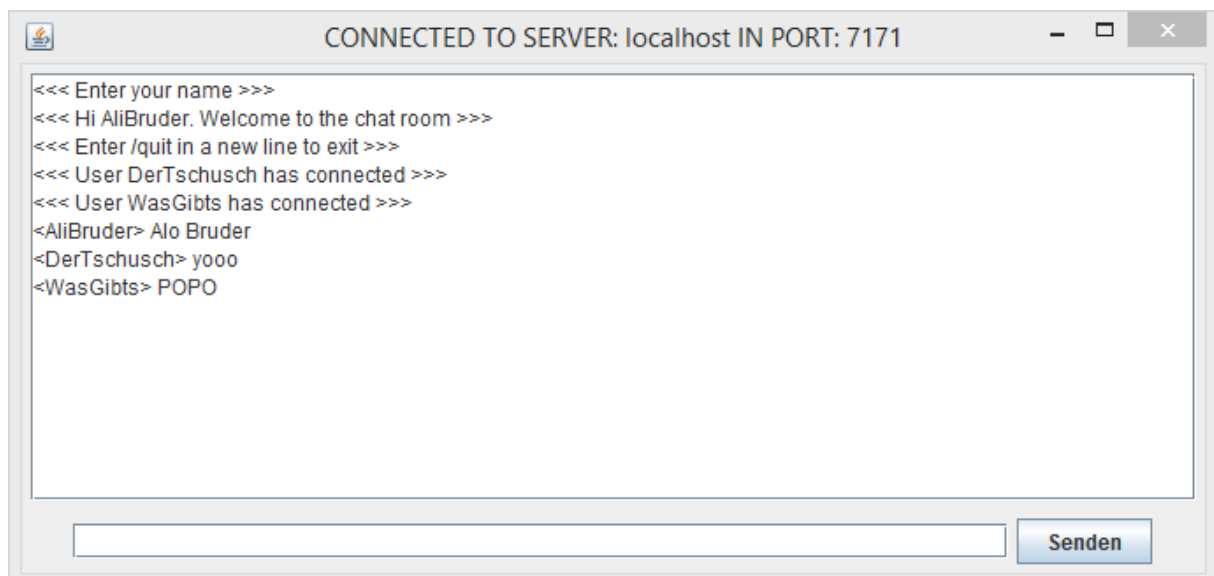 CONNECTED TO SERVER: localhost IN PORT: 7171
<<< Enter your name >>>
<<< Hi AliBruder. Welcome to the chat room >>>
<<< Enter /quit in a new line to exit >>>
<<< User DerTschusch has connected >>>
<<< User WasGibts has connected >>>
<AliBruder> Alo Bruder
<DerTschusch> yooo
<WasGibts> POPO
Senden